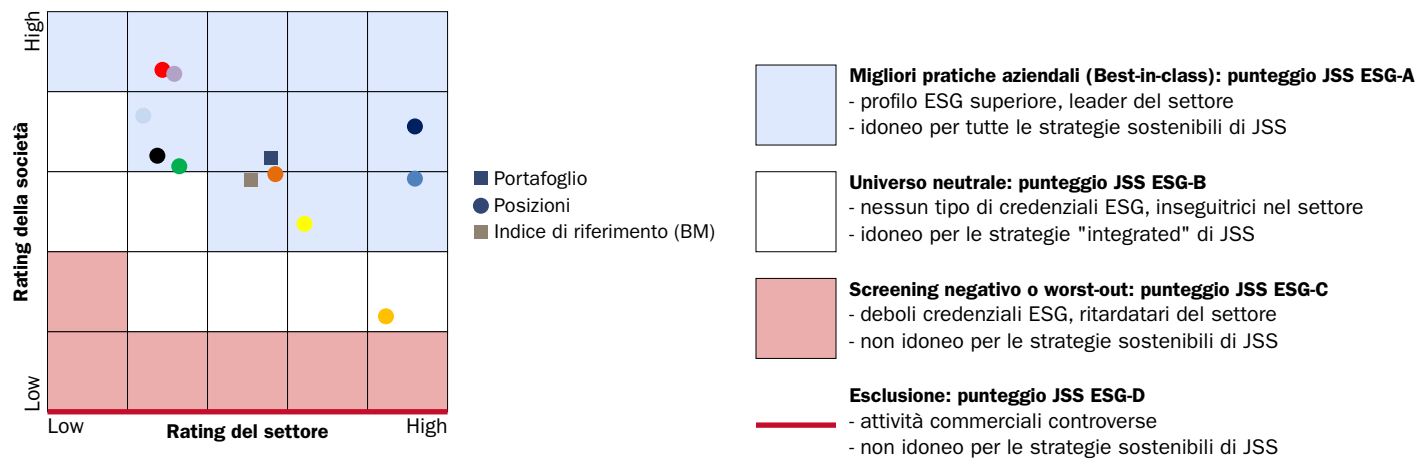 High
Rating della società
Low
Low
Rating del settore
High
Portafoglio
Posizioni
Indice di riferimento (BM)
Migliori pratiche aziendali (Best-in-class): punteggio JSS ESG-A
- profilo ESG superiore, leader del settore
- idoneo per tutte le strategie sostenibili di JSS
Universo neutrale: punteggio JSS ESG-B
- nessun tipo di credenziali ESG, inseguitrici nel settore
- idoneo per le strategie "integrated" di JSS
Screening negativo o worst-out: punteggio JSS ESG-C
- deboli credenziali ESG, ritardatari del settore
- non idoneo per le strategie sostenibili di JSS
Esclusione: punteggio JSS ESG-D
- attività commerciali controverse
- non idoneo per le strategie sostenibili di JSS